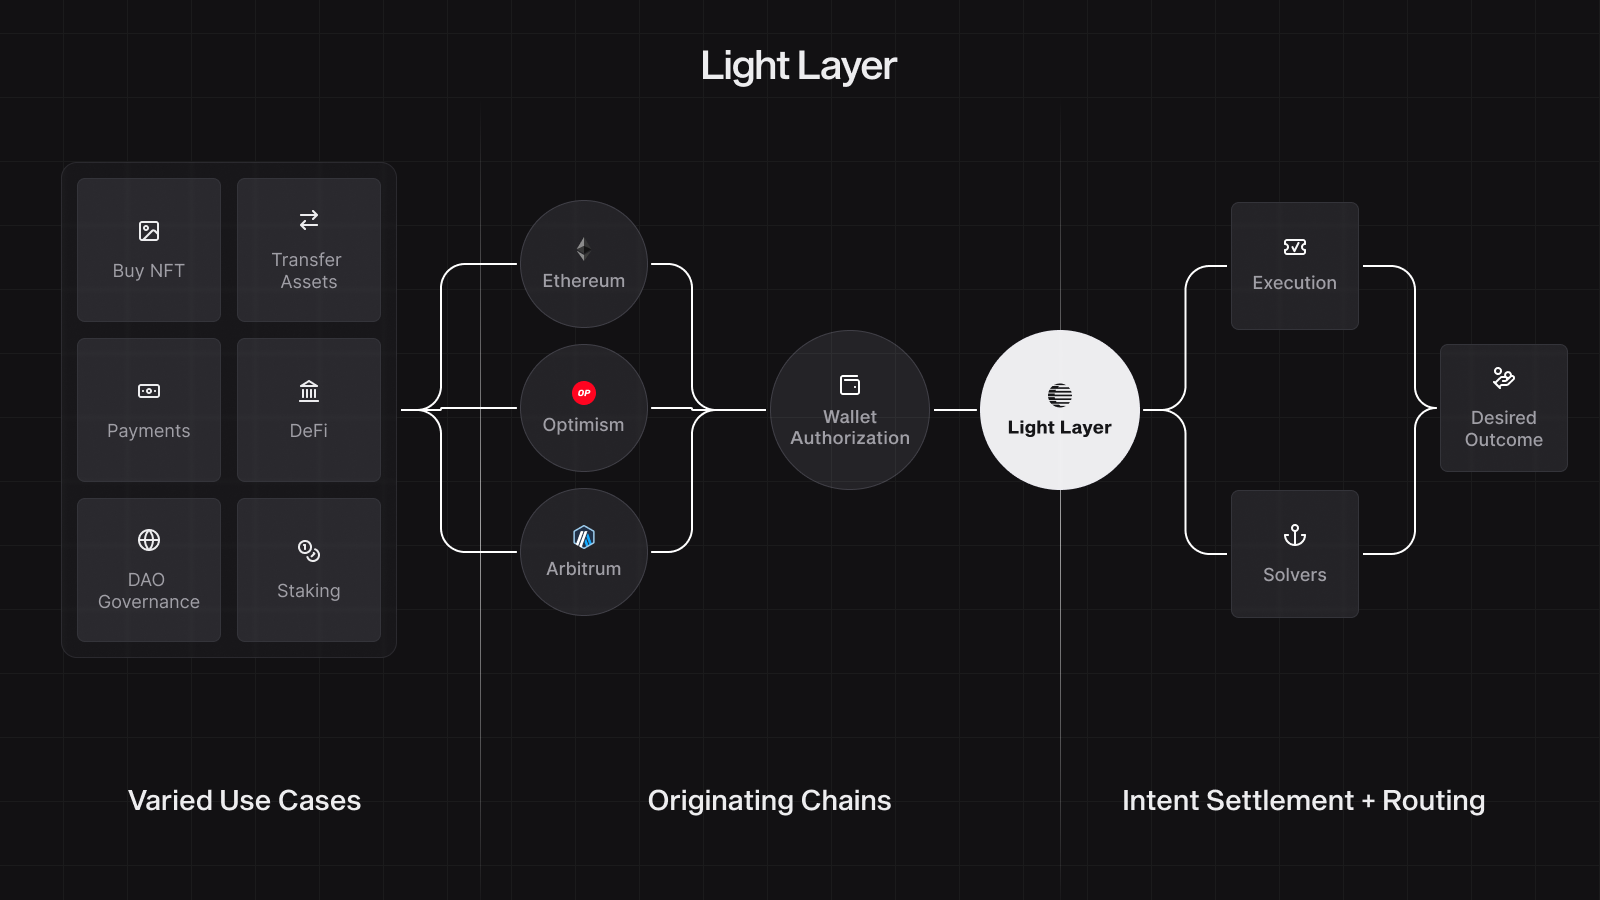 Light Layer
Buy NFT
Transfer
Assets
Payments
DeFi
DAO
Governance
Staking
Ethereum
OP
Optimism
Arbitrum
Wallet
Authorization
Light Layer
Execution
Solvers
Desired
Outcome
Varied Use Cases
Originating Chains
Intent Settlement + Routing